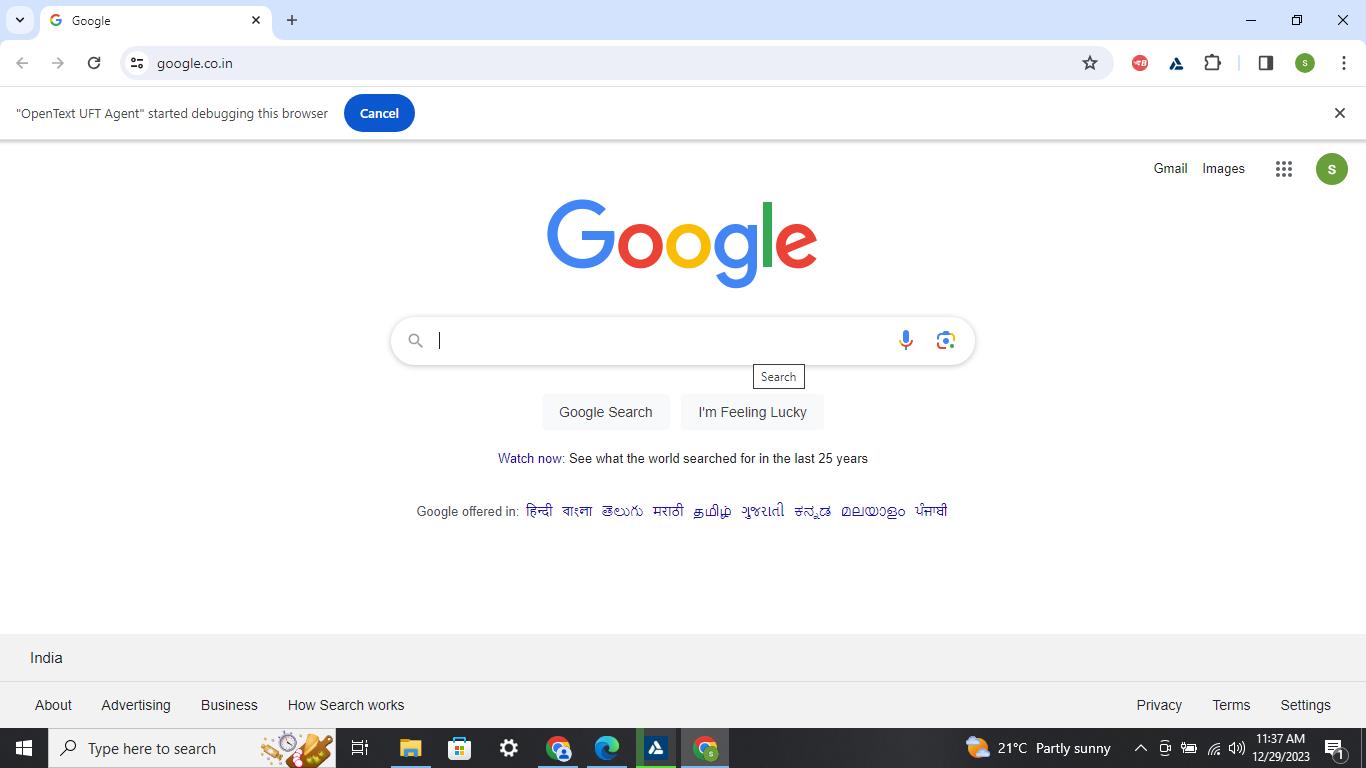 Google
google.co.in
B
S
"OpenText UFT Agent" started debugging this browser Cancel
Gmail Images S
Google
Search
Google Search I'm Feeling Lucky
Watch now: See what the world searched for in the last 25 years
Google offered in: हिन्दी বাংলা తెలుగు मराठी தமிழ் ગુજરાતી ಕನ್ನಡ മലയാളം ਪੰਜਾਬੀ
India
About Advertising Business How Search works Privacy Terms Settings
Type here to search S 21°C Partly sunny 11:37 AM
12/29/2023 1